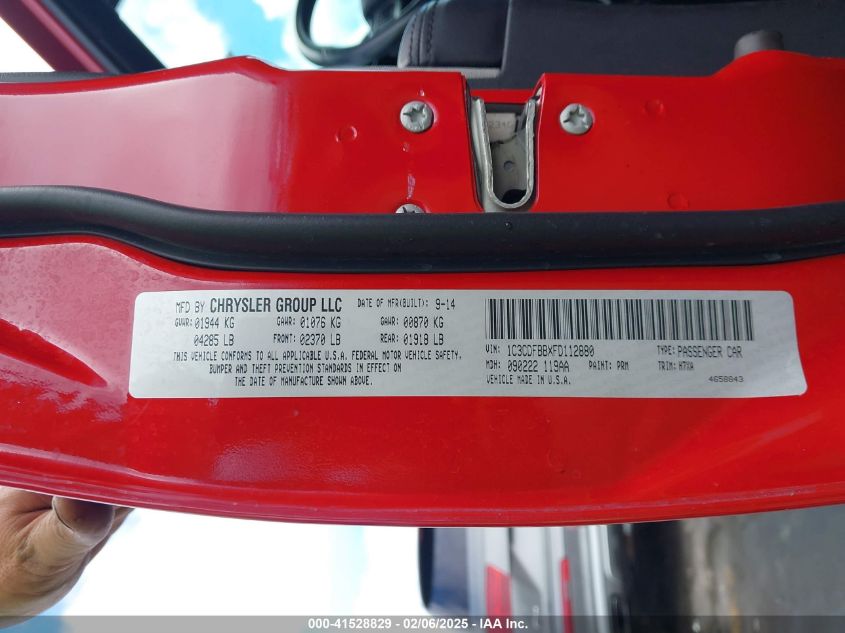 MFD BY CHRYSLER GROUP LLC DATE OF MFR(BUILT): 9-14
GVWR: 01944 KG GAWR: 01076 KG GAWR: 00870 KG
04285 LB FRONT: 02370 LB REAR: 01918 LB
THIS VEHICLE CONFORMS TO ALL APPLICABLE U.S.A. FEDERAL MOTOR VEHICLE SAFETY,
BUMPER AND THEFT PREVENTION STANDARDS IN EFFECT ON
THE DATE OF MANUFACTURE SHOWN ABOVE.
VIN: 1C3CDFBBXFD112880 TYPE: PASSENGER CAR
MDH: 090222 119AA PAINT: PRM TRIM: H7XA
VEHICLE MADE IN U.S.A. 4658843
000-41528829 - 02/06/2025 - IAA Inc.